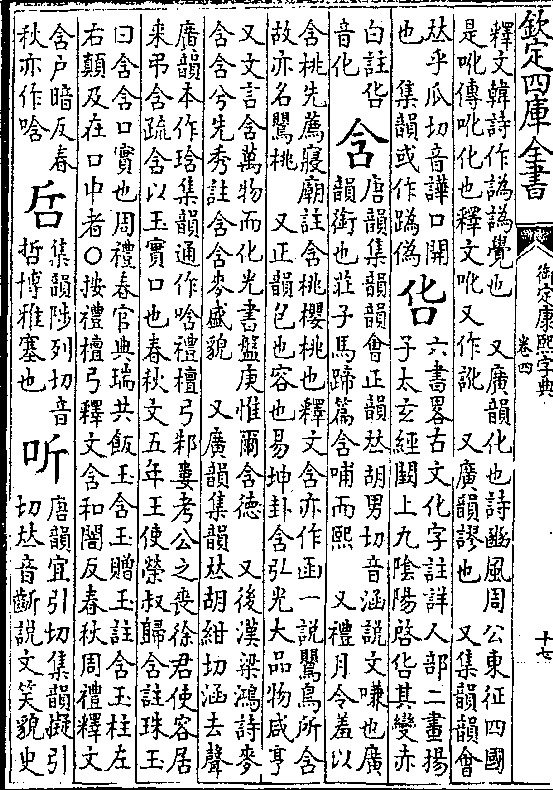 欽定四庫全書
御定康熙字典
卷四
十七
釋文韓詩作譌譌覺也　又廣韻化也詩豳風周公東征四國
是吪傳吪化也釋文吪又作訛　又廣韻謬也　又集韻韻會
𠀤乎瓜切音譁口開
也　集韻或作蹫僞
六書畧古文化字註詳人部二畫揚
子太玄經上九陰陽啓其變赤
白註
音化
含
唐韻集韻韻會正韻𠀤胡男切音涵說文嗛也廣
韻銜也莊子馬蹄篇含哺而熙　又禮月令羞以
含桃先薦寢廟註含桃櫻桃也釋文含亦作函一說鸎鳥所含
故亦名鸎桃　又正韻包也容也易坤卦含弘光大品物咸亨
又文言含萬物而化光書盤庚惟爾含德　又後漢梁鴻詩麥
含含兮先秀註含含麥盛貌　又廣韻集韻𠀤胡紺切涵去聲
廣韻本作琀集韻通作唅禮檀弓邾婁考公之喪徐君使容居
來弔含疏含以玉實口也春秋文五年王使榮叔歸含註珠玉
曰含含口實也周禮春官典瑞共飯玉含玉贈玉註含玉柱左
右顚及在口中者○按禮檀弓釋文含和闇反春秋周禮釋文
含戶暗反春
秋亦作唅
集韻陟列切音
哲博雅塞也
听
唐韻宜引切集韻擬引
切𠀤音齗說文笑貌史